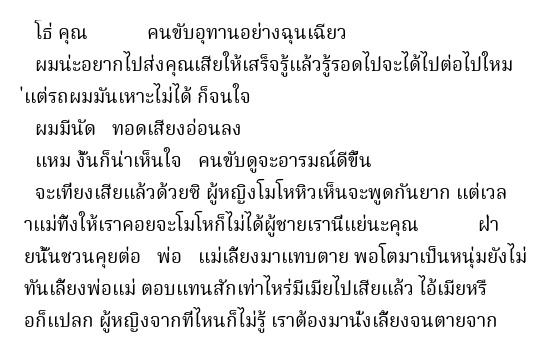 โธ่ คุณ คนขับอุทานอย่างฉุนเฉียว
ผมน่ะอยากไปส่งคุณเสียให้เสร็จรู้แล้วรู้รอดไปจะได้ไปต่อไปใหม
่แต่รถผมมันเหาะไม่ได้ ก็จนใจ
ผมมีนัด ทอดเสียงอ่อนลง
แหม งั้นก็น่าเห็นใจ คนขับดูจะอารมณ์ดีขึ้น
จะเที่ยงเสียแล้วด้วยซิ ผู้หญิงโมโหหิวเห็นจะพูดกันยาก แต่เวล
าแม่ทิ้งให้เราคอยจะโมโหก็ไม่ได้ผู้ชายเรานี่แย่นะคุณ ฝ่า
ยนั้นชวนคุยต่อ พ่อ แม่เลี้ยงมาแทบตาย พอโตมาเป็นหนุ่มยังไม่
ทันเลี้ยงพ่อแม่ ตอบแทนสักเท่าไหร่มีเมียไปเสียแล้ว ไอ้เมียหรื
อก็แปลก ผู้หญิงจากที่ไหนก็ไม่รู้ เราต้องมานั่งเลี้ยงจนตายจาก